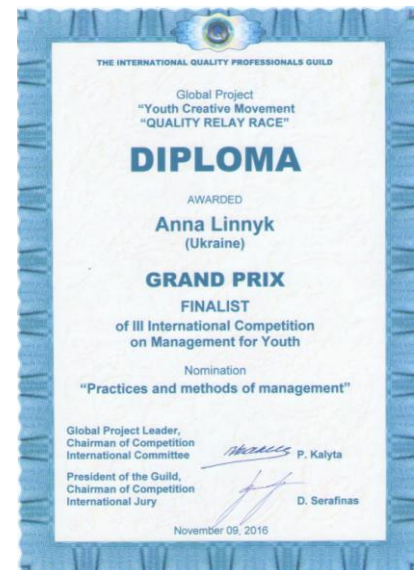 THE INTERNATIONAL QUALITY PROFESSIONALS GUILD
Global Project
"Youth Creative Movement
"QUALITY RELAY RACE"
DIPLOMA
AWARDED
Anna Linnyk
(Ukraine)
GRAND PRIX
FINALIST
of III International Competition
on Management for Youth
Nomination
"Practices and methods of management"
Global Project Leader,
Chairman of Competition
International Committee
P. Kalyta
President of the Guild,
Chairman of Competition
International Jury
D. Serafinas
November 09, 2016